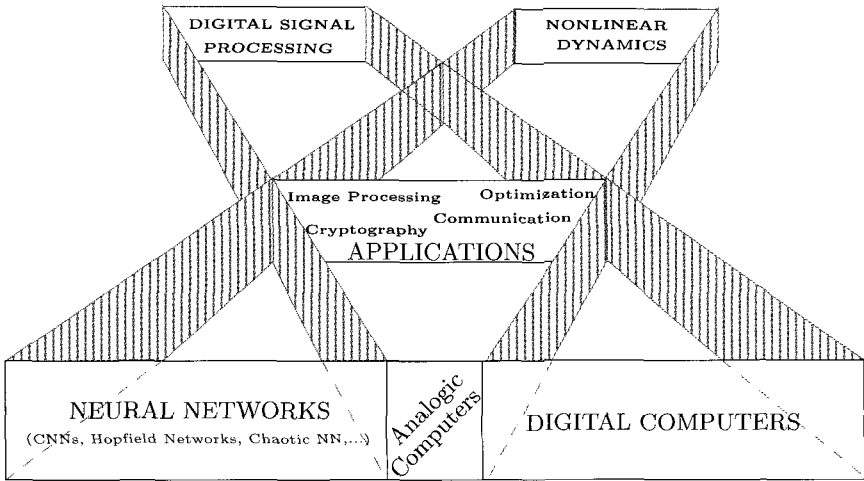 DIGITAL SIGNAL
PROCESSING
NONLINEAR
DYNAMICS
Image Processing
Optimization
Communication
Cryptography
APPLICATIONS
NEURAL NETWORKS
(CNNs, Hopfield Networks, Chaotic NN,...)
Analogic
Computers
DIGITAL COMPUTERS